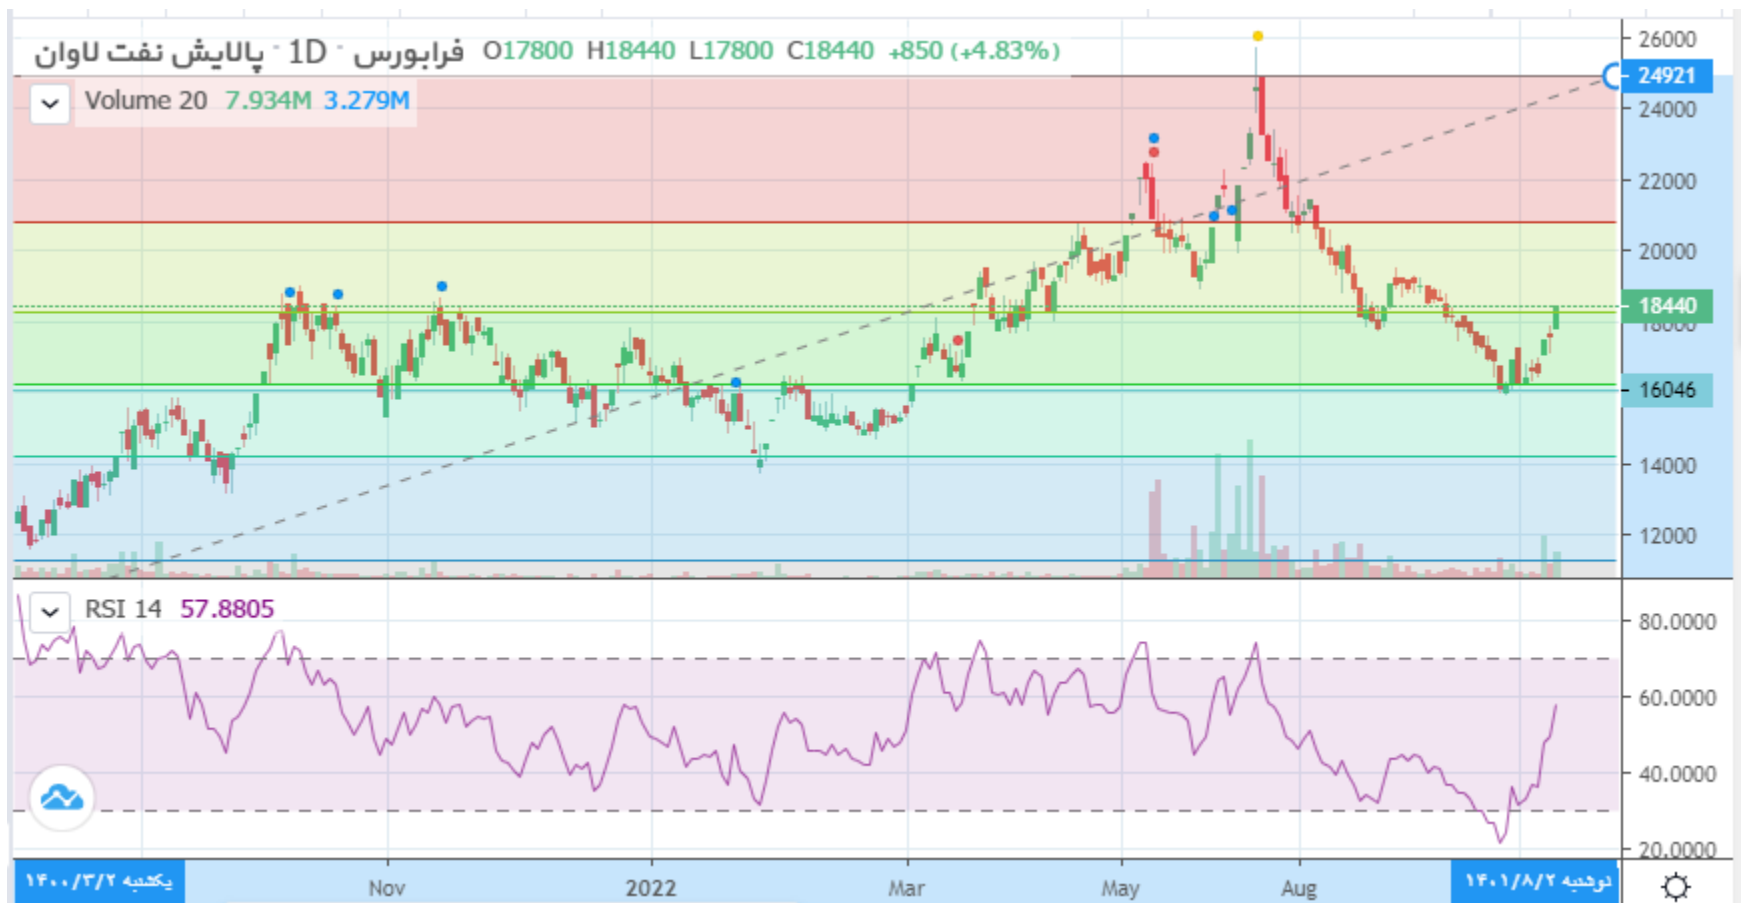 پالایش نفت لاوان · 1D · فرابورس O17800 H18440 L17800 C18440 +850 (+4.83%)
Volume 20 7.934M 3.279M
26000
24921
24000
22000
20000
18440
18000
16046
14000
12000
RSI 14 57.8805
80.0000
60.0000
40.0000
20.0000
یکشنبه ۱۴۰۰/۳/۲
Nov
2022
Mar
May
Aug
دوشنبه ۱۴۰۱/۸/۲